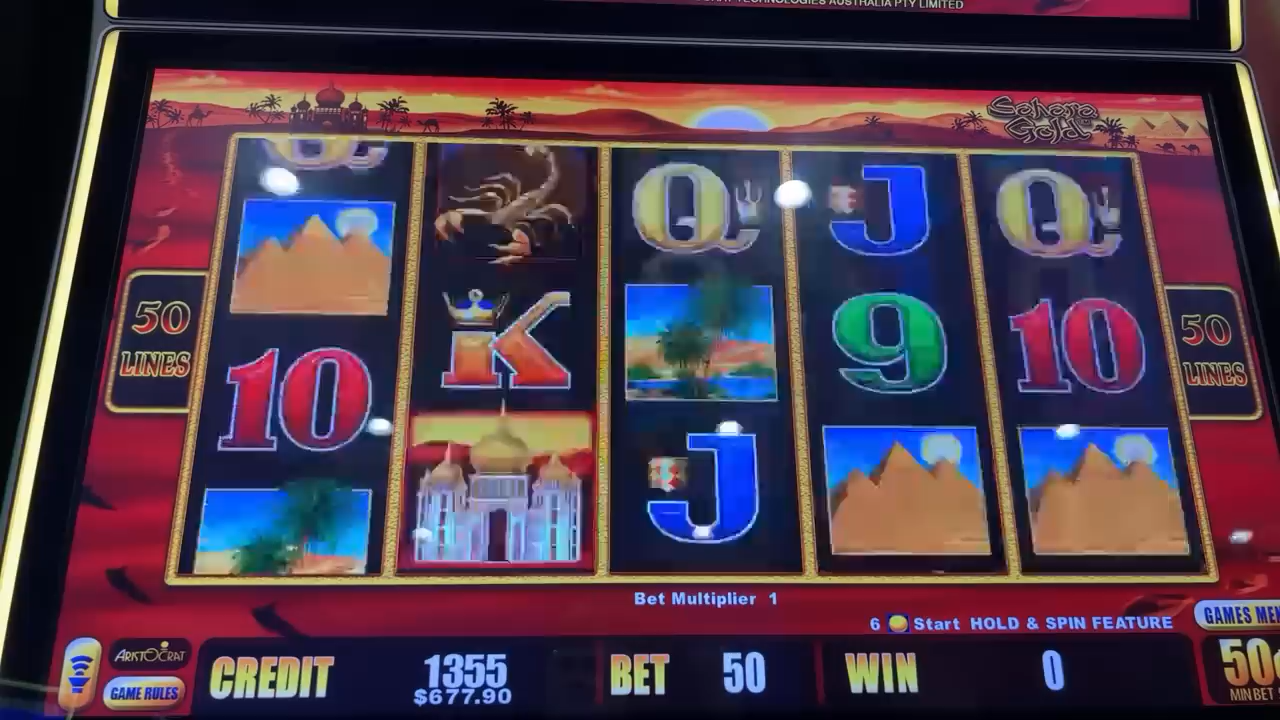 TECHNOLOGIES AUSTRALIA PTY LIMITED
Sahara
Gold
Q
Q
J
Q
50
LINES
K
9
10
50
LINES
10
J
Bet Multiplier 1
6 Start HOLD & SPIN FEATURE
GAMES
ARISTOCRAT
GAME RULES
CREDIT
1355
$677.90
BET
50
WIN
0
50¢
MIN BET